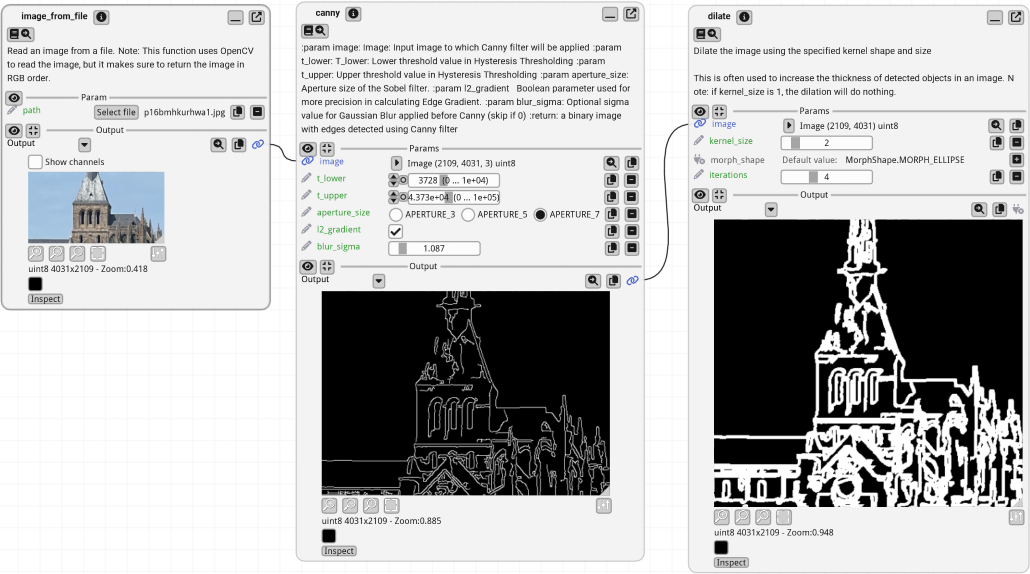 image_from_file
Read an image from a file. Note: This function uses OpenCV
to read the image, but it makes sure to return the image in
RGB order.
Param
path
Select file
p16bmhkurhwa1.jpg
Output
Output
Show channels
uint8 4031x2109 - Zoom:0.418
Inspect
canny
:param image: Image: Input image to which Canny filter will be applied :param
t_lower: T_lower: Lower threshold value in Hysteresis Thresholding :param
t_upper: Upper threshold value in Hysteresis Thresholding :param aperture_size:
Aperture size of the Sobel filter. :param l2_gradient   Boolean parameter used for
more precision in calculating Edge Gradient. :param blur_sigma: Optional sigma
value for Gaussian Blur applied before Canny (skip if 0) :return: a binary image
with edges detected using Canny filter
Params
image
Image (2109, 4031, 3) uint8
t_lower
3728 (0 ... 1e+04)
t_upper
4.373e+04 (0 ... 1e+05)
aperture_size
APERTURE_3 APERTURE_5 APERTURE_7
l2_gradient
blur_sigma
1.087
Output
Output
uint8 4031x2109 - Zoom:0.885
Inspect
dilate
Dilate the image using the specified kernel shape and size
This is often used to increase the thickness of detected objects in an image. N
ote: if kernel_size is 1, the dilation will do nothing.
Params
image
Image (2109, 4031) uint8
kernel_size
2
morph_shape
Default value: MorphShape.MORPH_ELLIPSE
iterations
4
Output
Output
uint8 4031x2109 - Zoom:0.948
Inspect